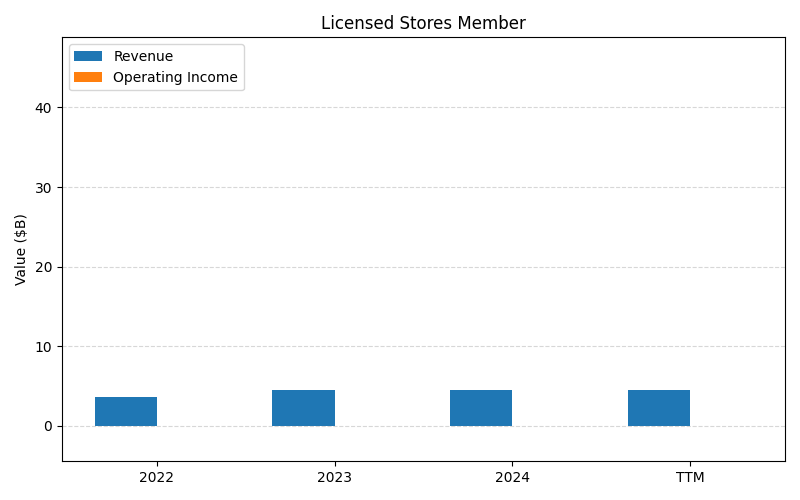 Licensed Stores Member
Revenue
Operating Income
Value ($B)
40
30
20
10
0
2022 2023 2024 TTM